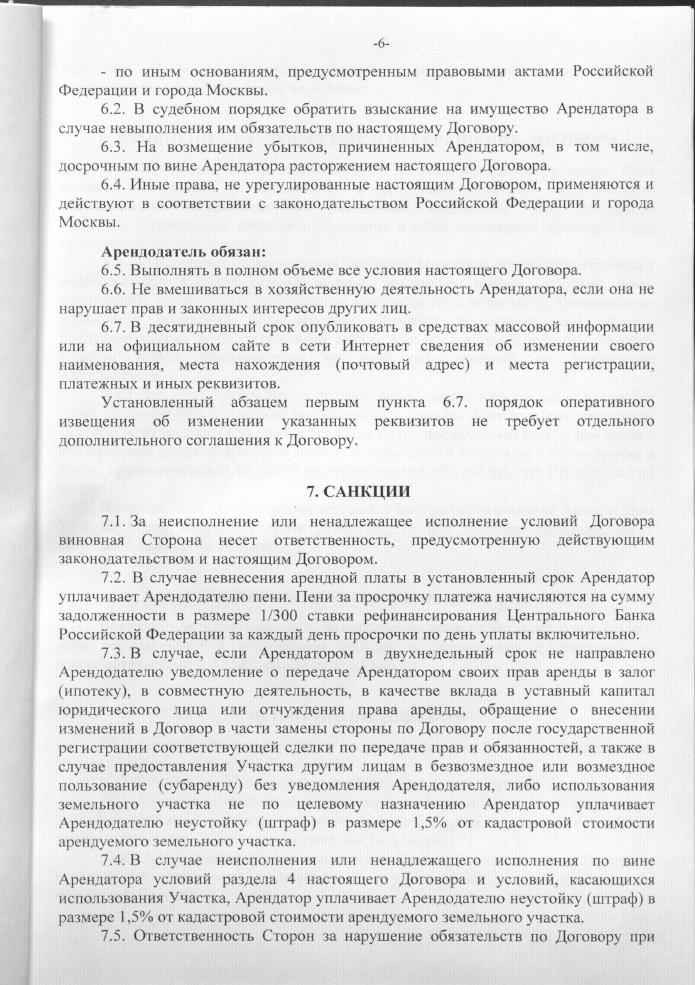 -6-
- по иным основаниям, предусмотренным правовыми актами Российской
Федерации и города Москвы.
6.2. В судебном порядке обратить взыскание на имущество Арендатора в
случае невыполнения им обязательств по настоящему Договору.
6.3. На возмещение убытков, причиненных Арендатором, в том числе,
досрочным по вине Арендатора расторжением настоящего Договора.
6.4. Иные права, не урегулированные настоящим Договором, применяются и
действуют в соответствии с законодательством Российской Федерации и города
Москвы.
Арендодатель обязан:
6.5. Выполнять в полном объеме все условия настоящего Договора.
6.6. Не вмешиваться в хозяйственную деятельность Арендатора, если она не
нарушает прав и законных интересов других лиц.
6.7. В десятидневный срок опубликовать в средствах массовой информации
или на официальном сайте в сети Интернет сведения об изменении своего
наименования, места нахождения (почтовый адрес) и места регистрации,
платежных и иных реквизитов.
Установленный абзацем первым пункта 6.7. порядок оперативного
извещения об изменении указанных реквизитов не требует отдельного
дополнительного соглашения к Договору.
7. САНКЦИИ
7.1. За неисполнение или ненадлежащее исполнение условий Договора
виновная Сторона несет ответственность, предусмотренную действующим
законодательством и настоящим Договором.
7.2. В случае невнесения арендной платы в установленный срок Арендатор
уплачивает Арендодателю пени. Пени за просрочку платежа начисляются на сумму
задолженности в размере 1/300 ставки рефинансирования Центрального Банка
Российской Федерации за каждый день просрочки по день уплаты включительно.
7.3. В случае, если Арендатором в двухнедельный срок не направлено
Арендодателю уведомление о передаче Арендатором своих прав аренды в залог
(ипотеку), в совместную деятельность, в качестве вклада в уставный капитал
юридического лица или отчуждения права аренды, обращение о внесении
изменений в Договор в части замены стороны по Договору после государственной
регистрации соответствующей сделки по передаче прав и обязанностей, а также в
случае предоставления Участка другим лицам в безвозмездное или возмездное
пользование (субаренду) без уведомления Арендодателя, либо использования
земельного участка не по целевому назначению Арендатор уплачивает
Арендодателю неустойку (штраф) в размере 1,5% от кадастровой стоимости
арендуемого земельного участка.
7.4. В случае неисполнения или ненадлежащего исполнения по вине
Арендатора условий раздела 4 настоящего Договора и условий, касающихся
использования Участка, Арендатор уплачивает Арендодателю неустойку (штраф) в
размере 1,5% от кадастровой стоимости арендуемого земельного участка.
7.5. Ответственность Сторон за нарушение обязательств по Договору при